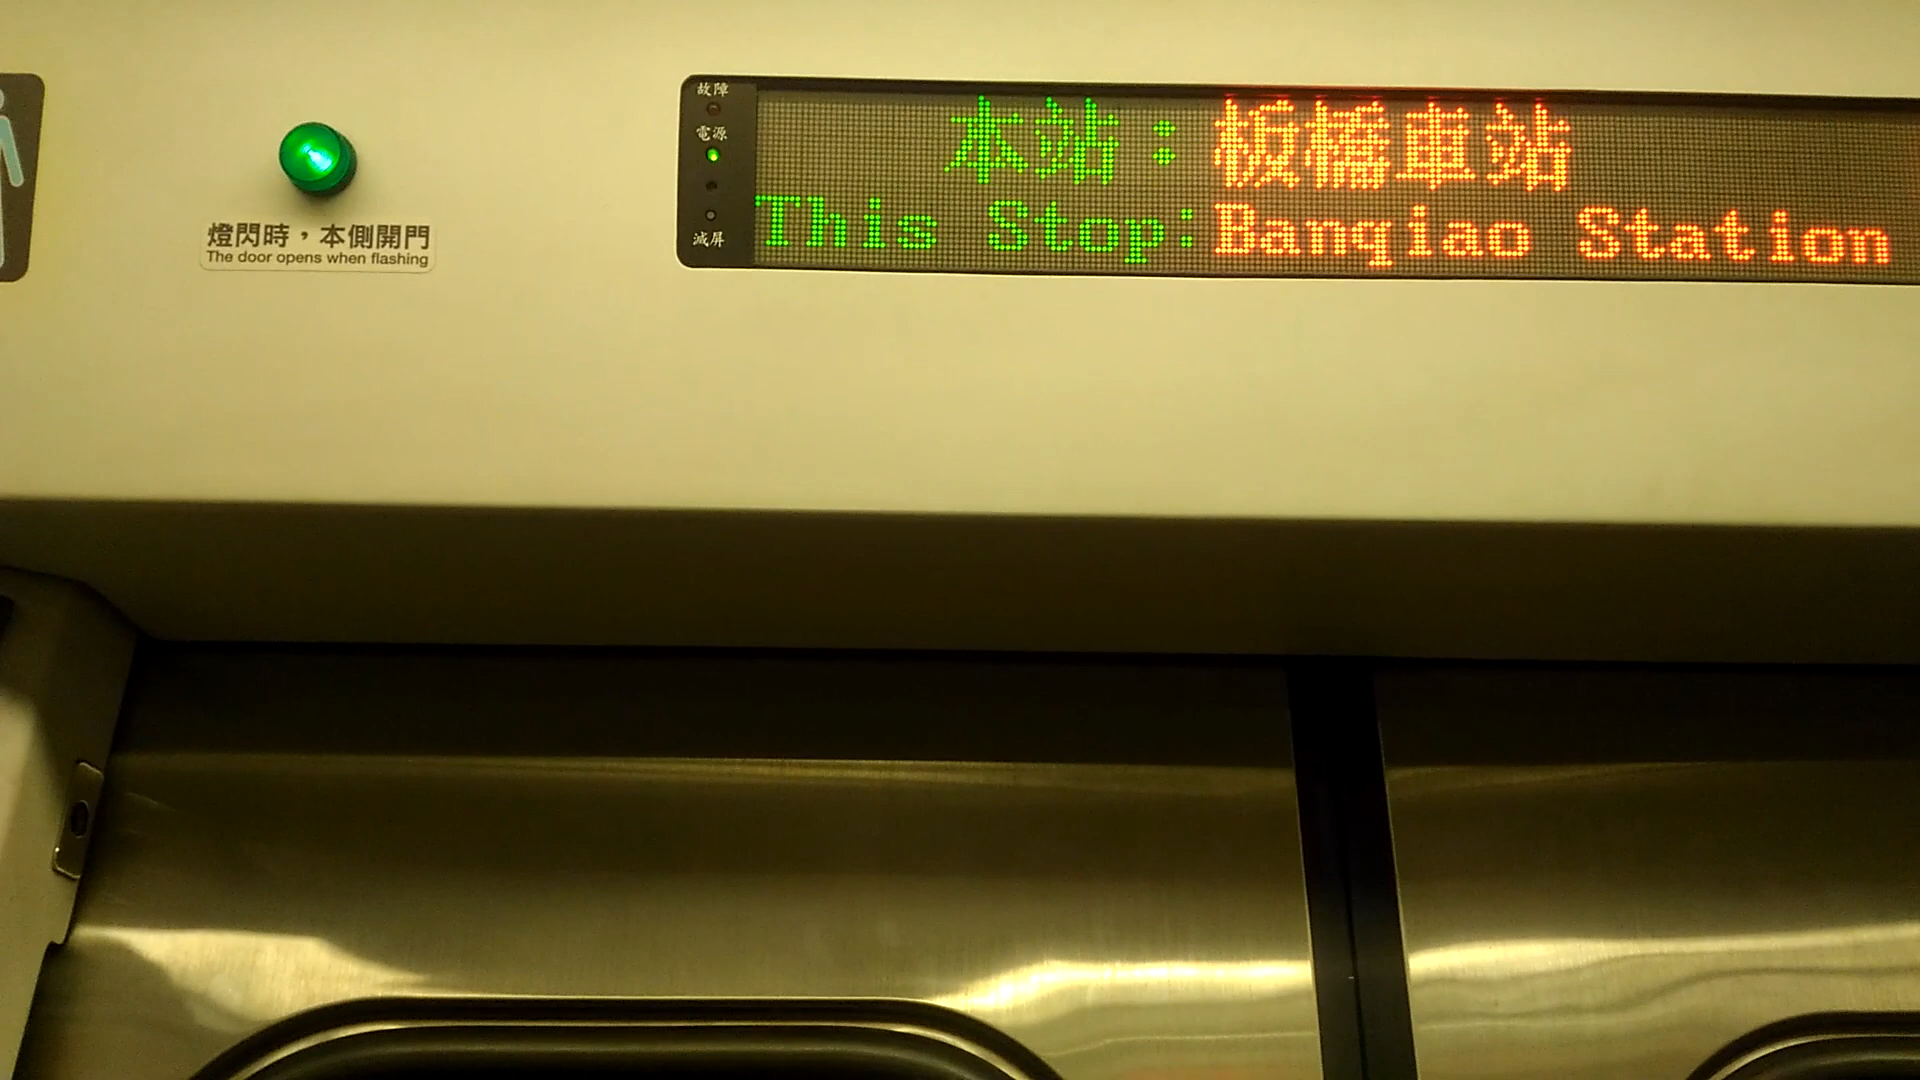 故障
電源
滅屏
本站：板橋車站
This Stop: Banqiao Station
燈閃時，本側開門
The door opens when flashing